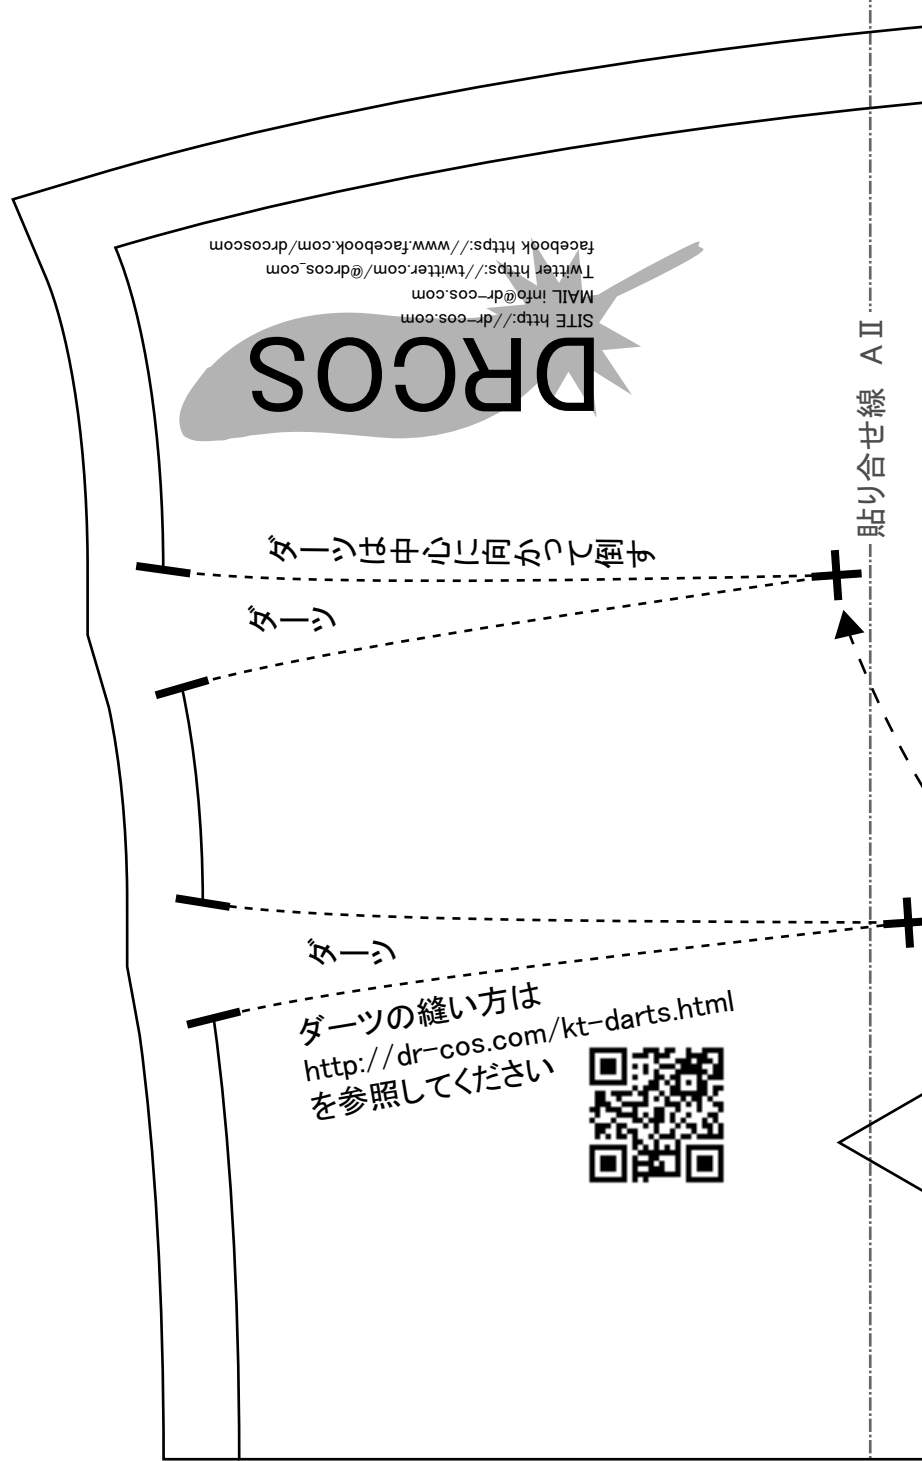 DRCOS
SITE http://dr-cos.com
MAIL info@dr-cos.com
Twitter https://twitter.com/@drcos_com
facebook https://www.facebook.com/drcoscom
貼り合せ線 AⅡ
ダーツは中心に向かって倒す
ダーツ
ダーツ
ダーツの縫い方は
http://dr-cos.com/kt-darts.html
を参照してください